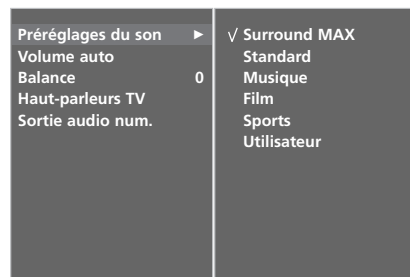 Préréglages du son ►
Volume auto
Balance 0
Haut-parleurs TV
Sortie audio num.
√ Surround MAX
Standard
Musique
Film
Sports
Utilisateur